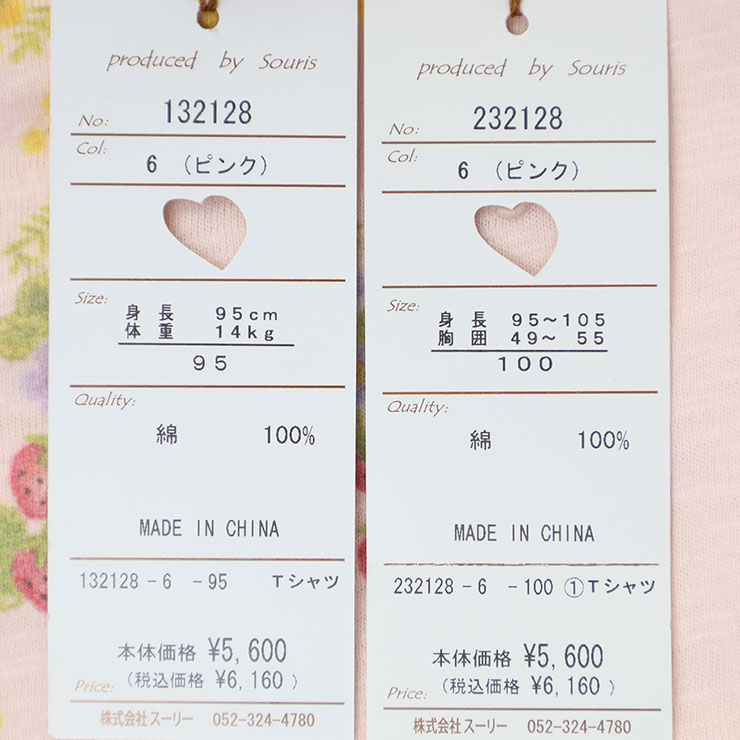 produced by Souris
No: 132128
Col:
6 (ピンク)
Size:
身長 95cm
体重 14kg
95
Quality:
綿 100%
MADE IN CHINA
132128-6 -95 Tシャツ
本体価格 ¥5,600
(税込価格 ¥6,160 )
Price:
株式会社スーリー 052-324-4780
produced by Souris
No: 232128
Col:
6 (ピンク)
Size:
身長 95～105
胸囲 49～ 55
100
Quality:
綿 100%
MADE IN CHINA
232128-6 -100 ①Tシャツ
本体価格 ¥5,600
(税込価格 ¥6,160 )
Price:
株式会社スーリー 052-324-4780